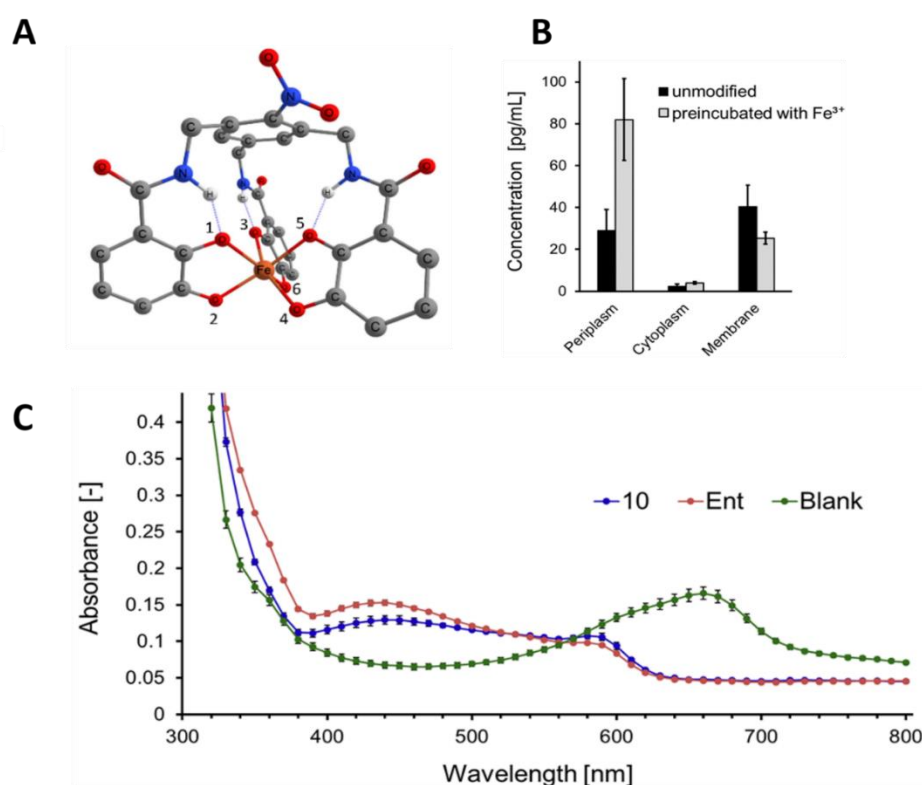 A
O
N
O
O
N
H
N
H
N
H
O
1
3
5
Fe
2
4
6
B
Concentration [pg/mL]
100
80
60
40
20
0
unmodified
preincubated with Fe³⁺
Periplasm
Cytoplasm
Membrane
C
Absorbance [-]
0.4
0.35
0.3
0.25
0.2
0.15
0.1
0.05
0
10 Ent Blank
300 400 500 600 700 800
Wavelength [nm]